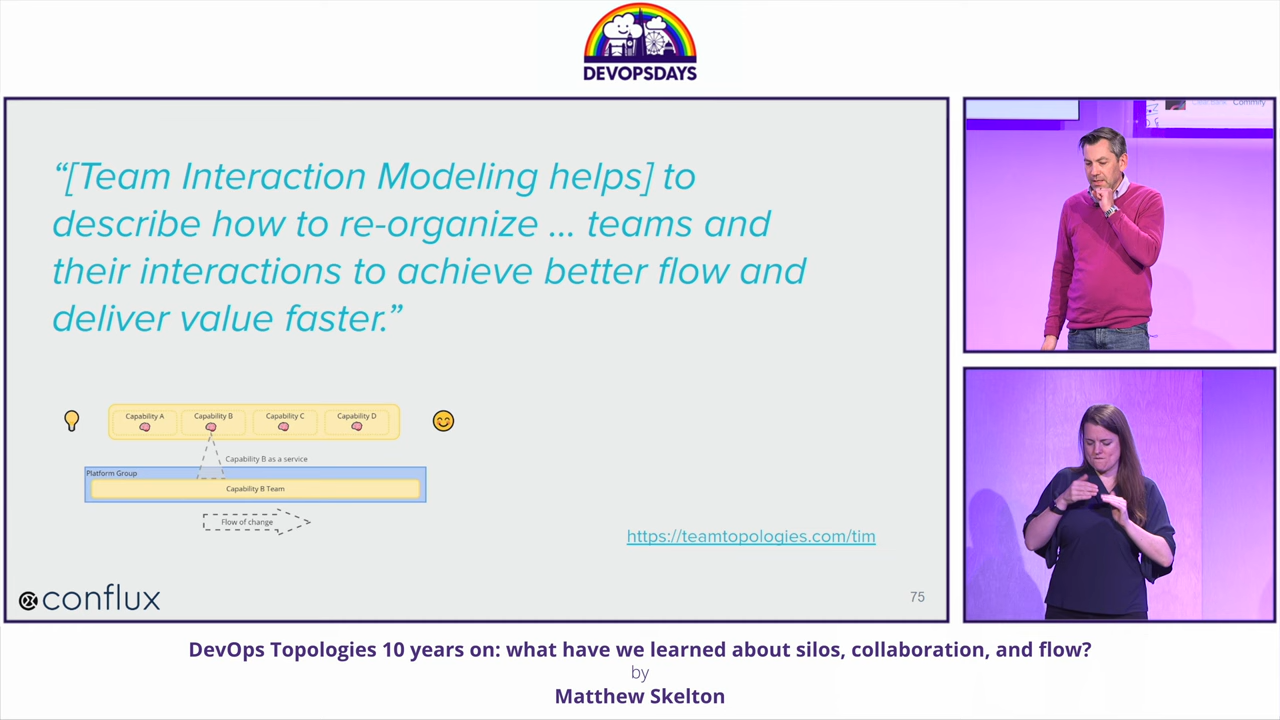 DEVOPSDAYS
“[Team Interaction Modeling helps] to
describe how to re-organize ... teams and
their interactions to achieve better flow and
deliver value faster.”
Capability A
Capability B
Capability C
Capability D
Capability B as a service
Platform Group
Capability B Team
Flow of change
https://teamtopologies.com/tim
conflux
75
Commify
DevOps Topologies 10 years on: what have we learned about silos, collaboration, and flow?
by
Matthew Skelton